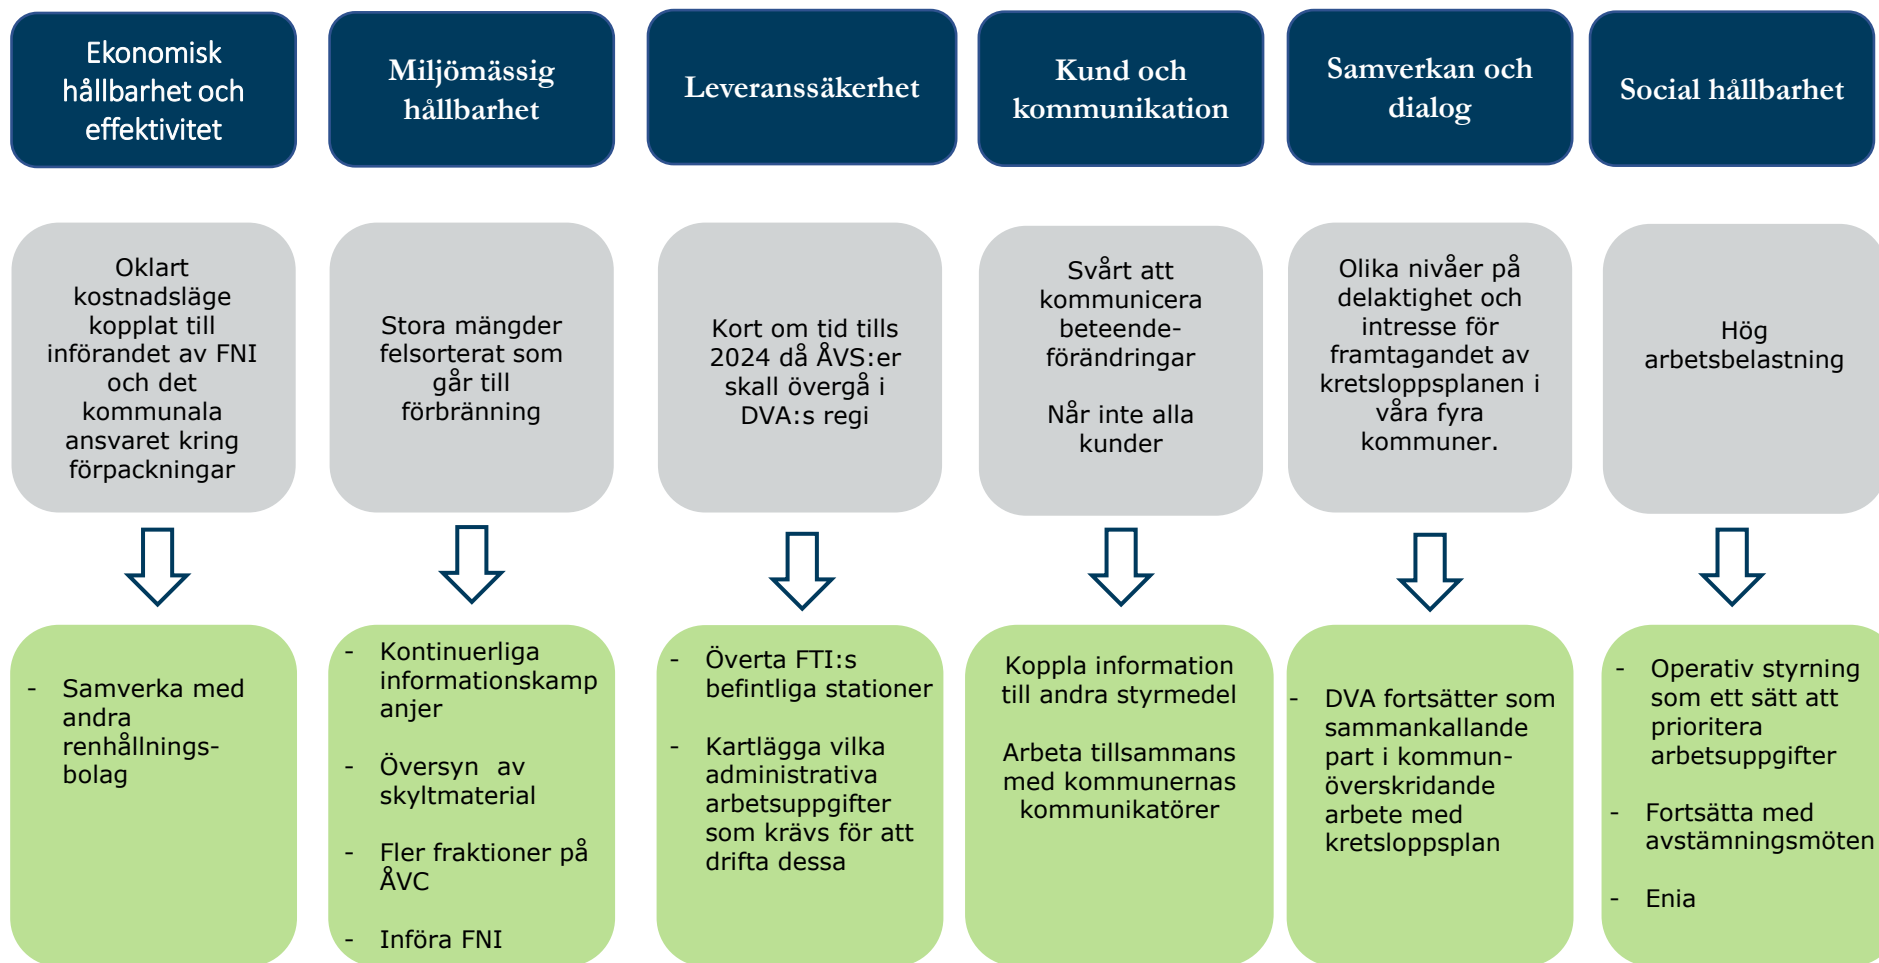 Ekonomisk
hållbarhet och
effektivitet
Miljömässig
hållbarhet
Leveranssäkerhet
Kund och
kommunikation
Samverkan och
dialog
Social hållbarhet
Oklart
kostnadsläge
kopplat till
införandet av FNI
och det
kommunala
ansvaret kring
förpackningar
Stora mängder
felsorterat som
går till
förbränning
Kort om tid tills
2024 då ÅVS:er
skall övergå i
DVA:s regi
Svårt att
kommunicera
beteende-
förändringar
Når inte alla
kunder
Olika nivåer på
delaktighet och
intresse för
framtagandet av
kretsloppsplanen i
våra fyra
kommuner.
Hög
arbetsbelastning
- Samverka med
andra
renhållnings-
bolag
- Kontinuerliga
informationskamp
anjer
- Översyn av
skyltmaterial
- Fler fraktioner på
ÅVC
- Införa FNI
- Överta FTI:s
befintliga stationer
- Kartlägga vilka
administrativa
arbetsuppgifter
som krävs för att
drifta dessa
Koppla information
till andra styrmedel
Arbeta tillsammans
med kommunernas
kommunikatörer
- DVA fortsätter som
sammankallande
part i kommun-
överskridande
arbete med
kretsloppsplan
- Operativ styrning
som ett sätt att
prioritera
arbetsuppgifter
- Fortsätta med
avstämningsmöten
- Enia